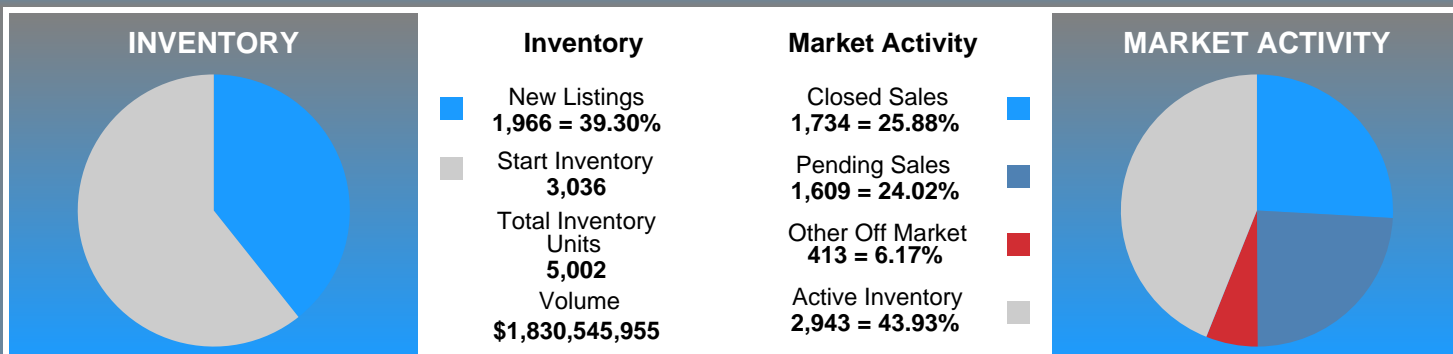 INVENTORY
Inventory
New Listings
1,966 = 39.30%
Start Inventory
3,036
Total Inventory
Units
5,002
Volume
$1,830,545,955
Market Activity
Closed Sales
1,734 = 25.88%
Pending Sales
1,609 = 24.02%
Other Off Market
413 = 6.17%
Active Inventory
2,943 = 43.93%
MARKET ACTIVITY